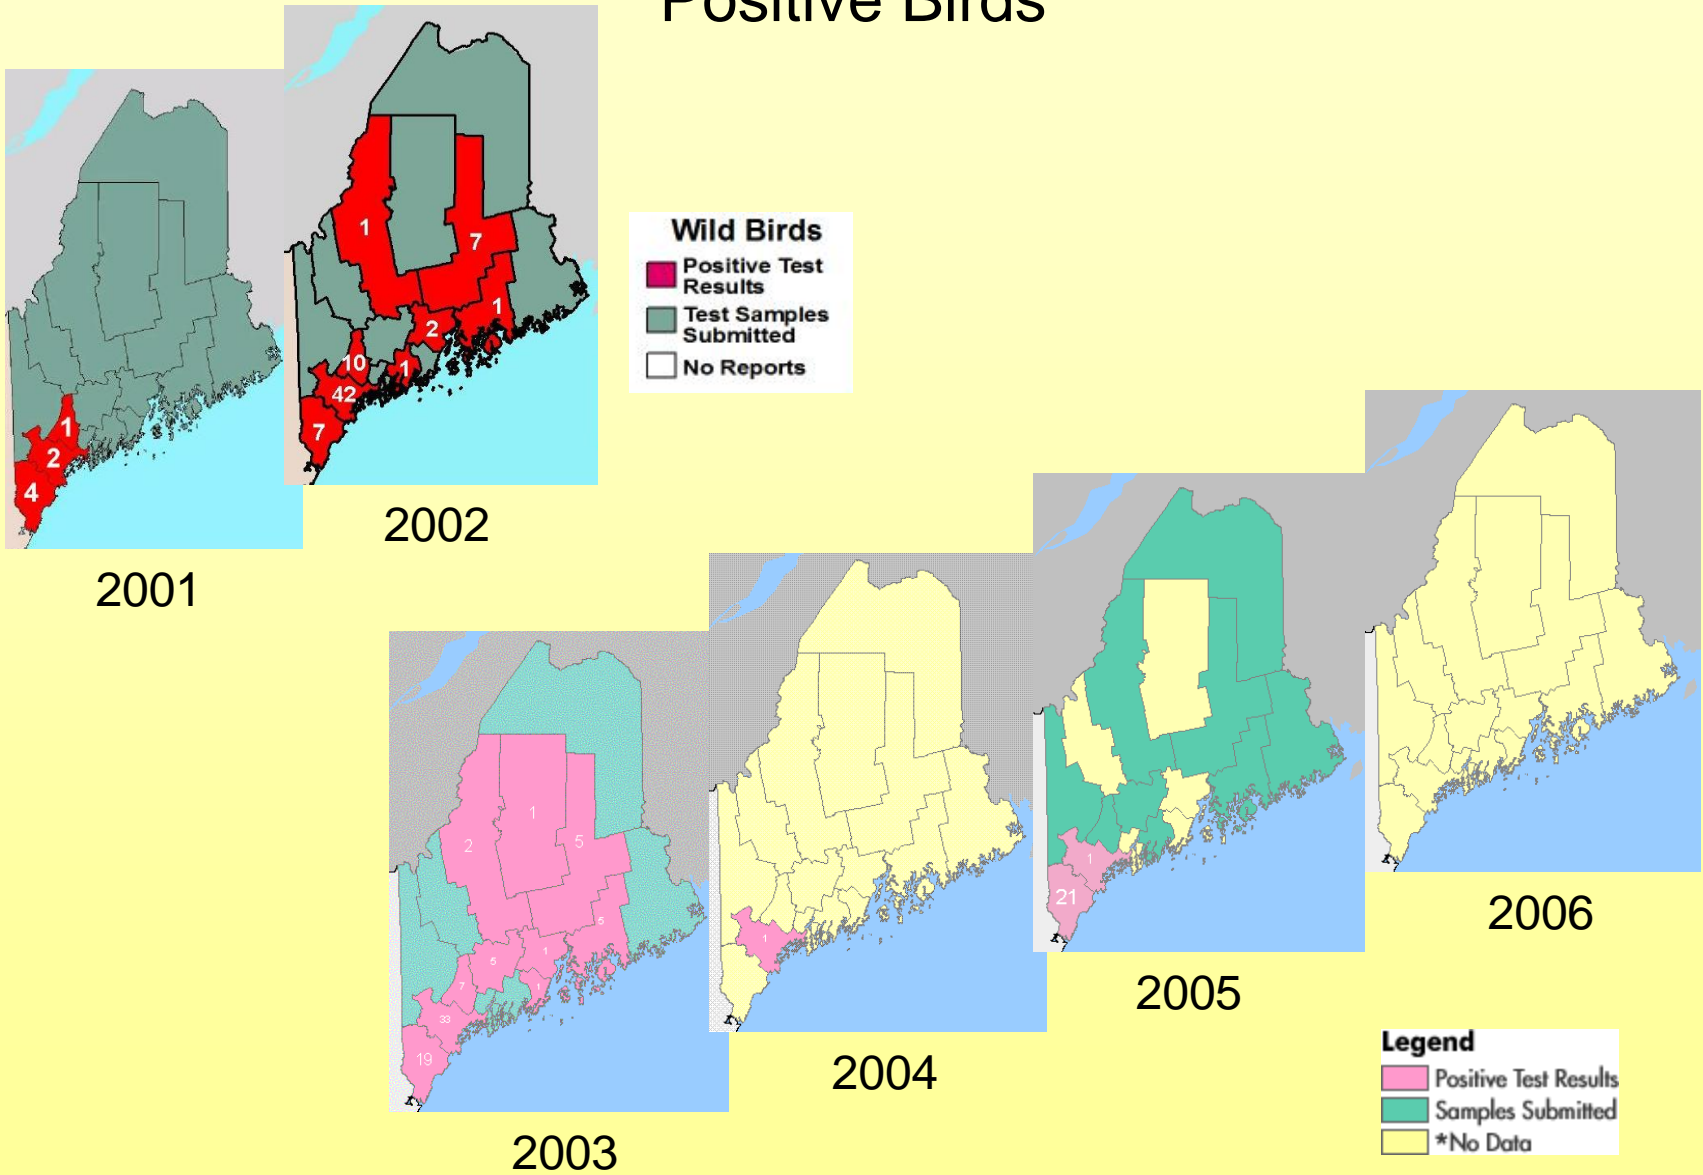 Positive Birds
1
2
4
2001
1
7
1
2
10
1
42
7
2002
Wild Birds
Positive Test
Results
Test Samples
Submitted
No Reports
1
2
5
5
1
5
7
1
33
19
2003
1
2004
1
21
2005
2006
Legend
Positive Test Results
Samples Submitted
*No Data